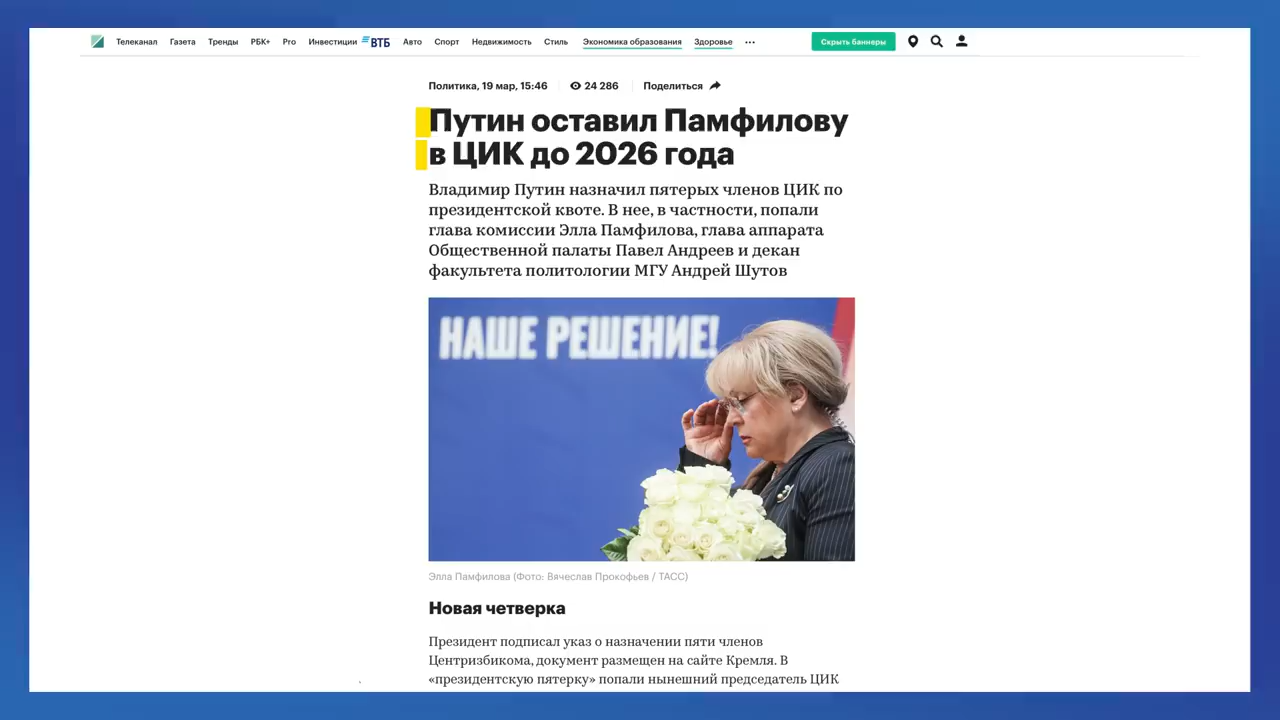 Телеканал Газета Тренды РБК+ Pro Инвестиции ВТБ Авто Спорт Недвижимость Стиль Экономика образования Здоровье ··· Скрыть баннеры
Политика, 19 мар, 15:46 24 286 Поделиться
Путин оставил Памфилову
в ЦИК до 2026 года
Владимир Путин назначил пятерых членов ЦИК по
президентской квоте. В нее, в частности, попали
глава комиссии Элла Памфилова, глава аппарата
Общественной палаты Павел Андреев и декан
факультета политологии МГУ Андрей Шутов
НАШЕ РЕШЕНИЕ!
Элла Памфилова (Фото: Вячеслав Прокофьев / ТАСС)
Новая четверка
Президент подписал указ о назначении пяти членов
Центризбикома, документ размещен на сайте Кремля. В
«президентскую пятерку» попали нынешний председатель ЦИК